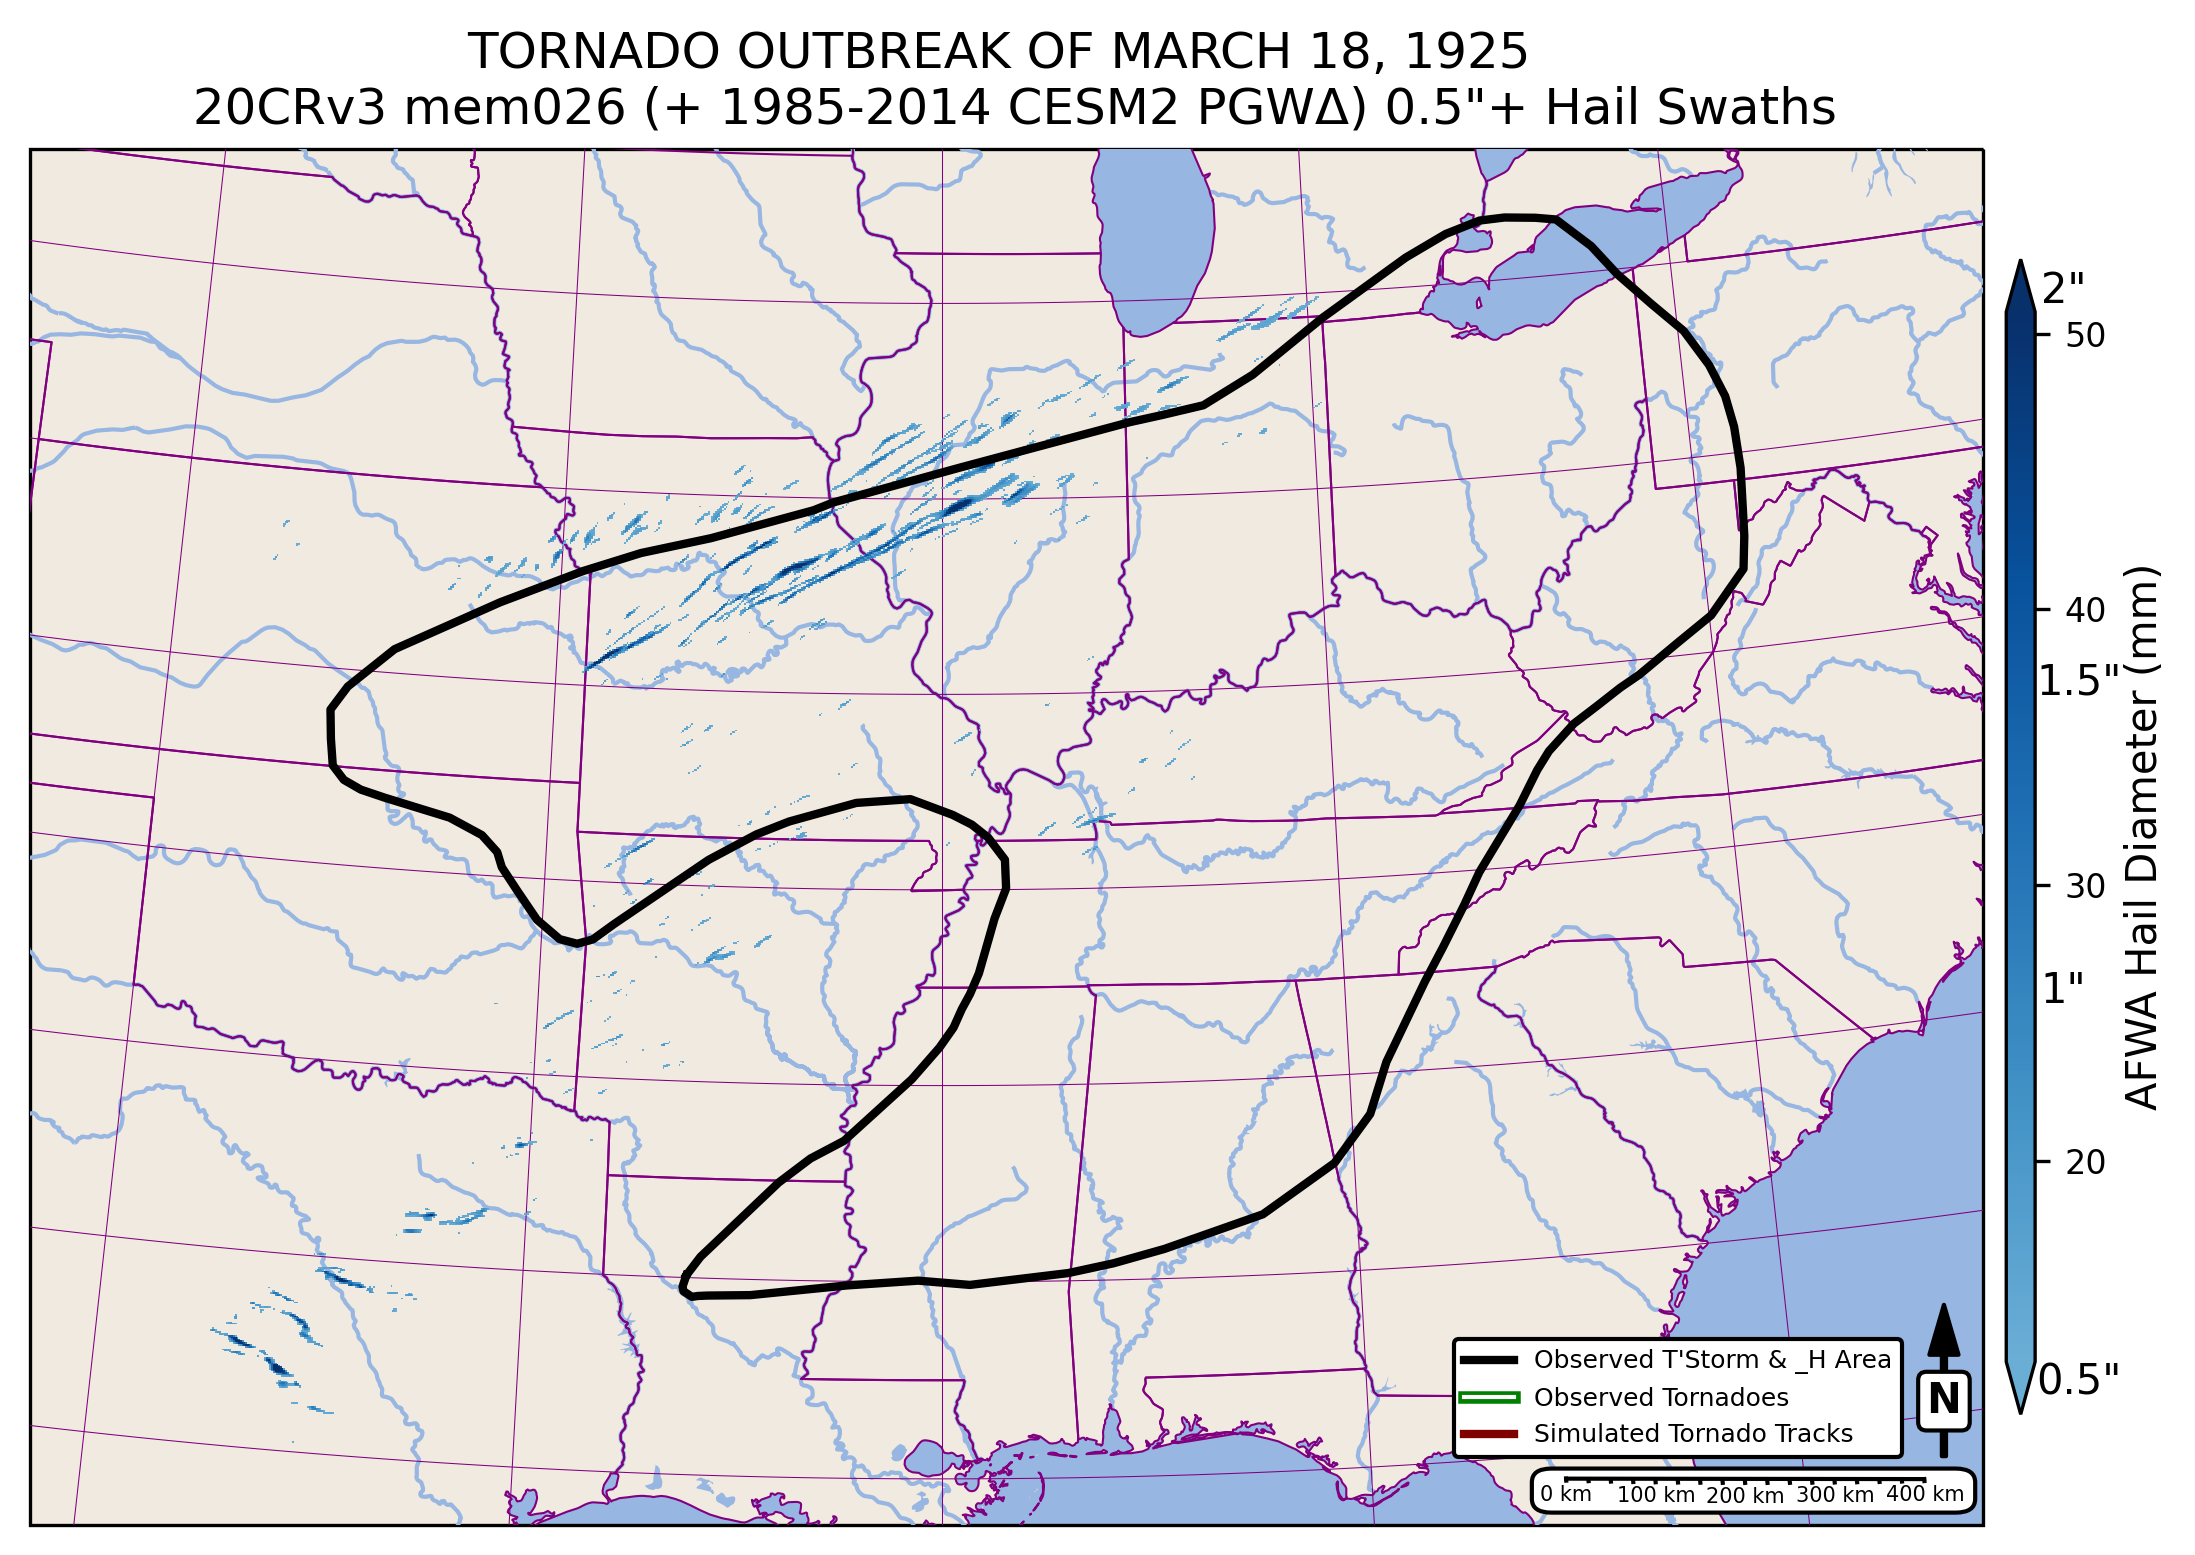 TORNADO OUTBREAK OF MARCH 18, 1925
20CRv3 mem026 (+ 1985-2014 CESM2 PGWΔ) 0.5"+ Hail Swaths
2"
50
40
1.5"
30
1"
20
0.5"
AFWA Hail Diameter (mm)
Observed T'Storm & _H Area
Observed Tornadoes
Simulated Tornado Tracks
N
0 km 100 km 200 km 300 km 400 km